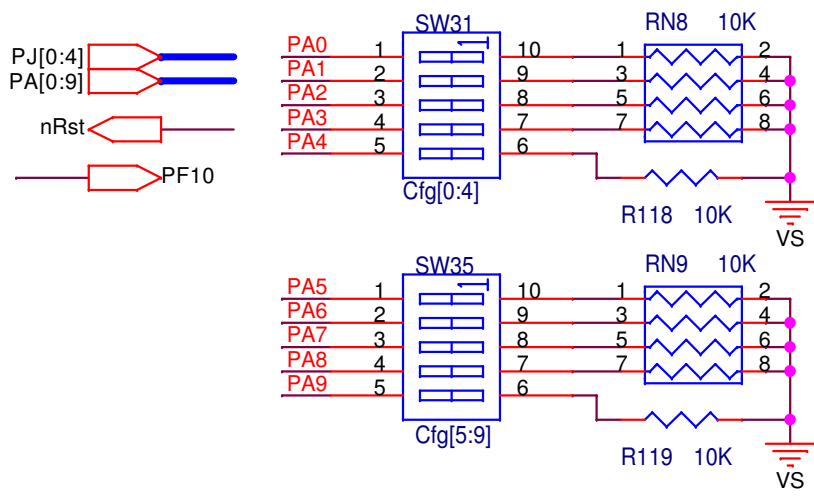 SW31
RN8 10K
PJ[0:4]
PA[0:9]
nRst
PF10
PA0 1 10 1 2
PA1 2 9 3 4
PA2 3 8 5 6
PA3 4 7 7 8
PA4 5 6
1
Cfg[0:4]
R118 10K
VS
SW35
RN9 10K
PA5 1 10 1 2
PA6 2 9 3 4
PA7 3 8 5 6
PA8 4 7 7 8
PA9 5 6
1
Cfg[5:9]
R119 10K
VS